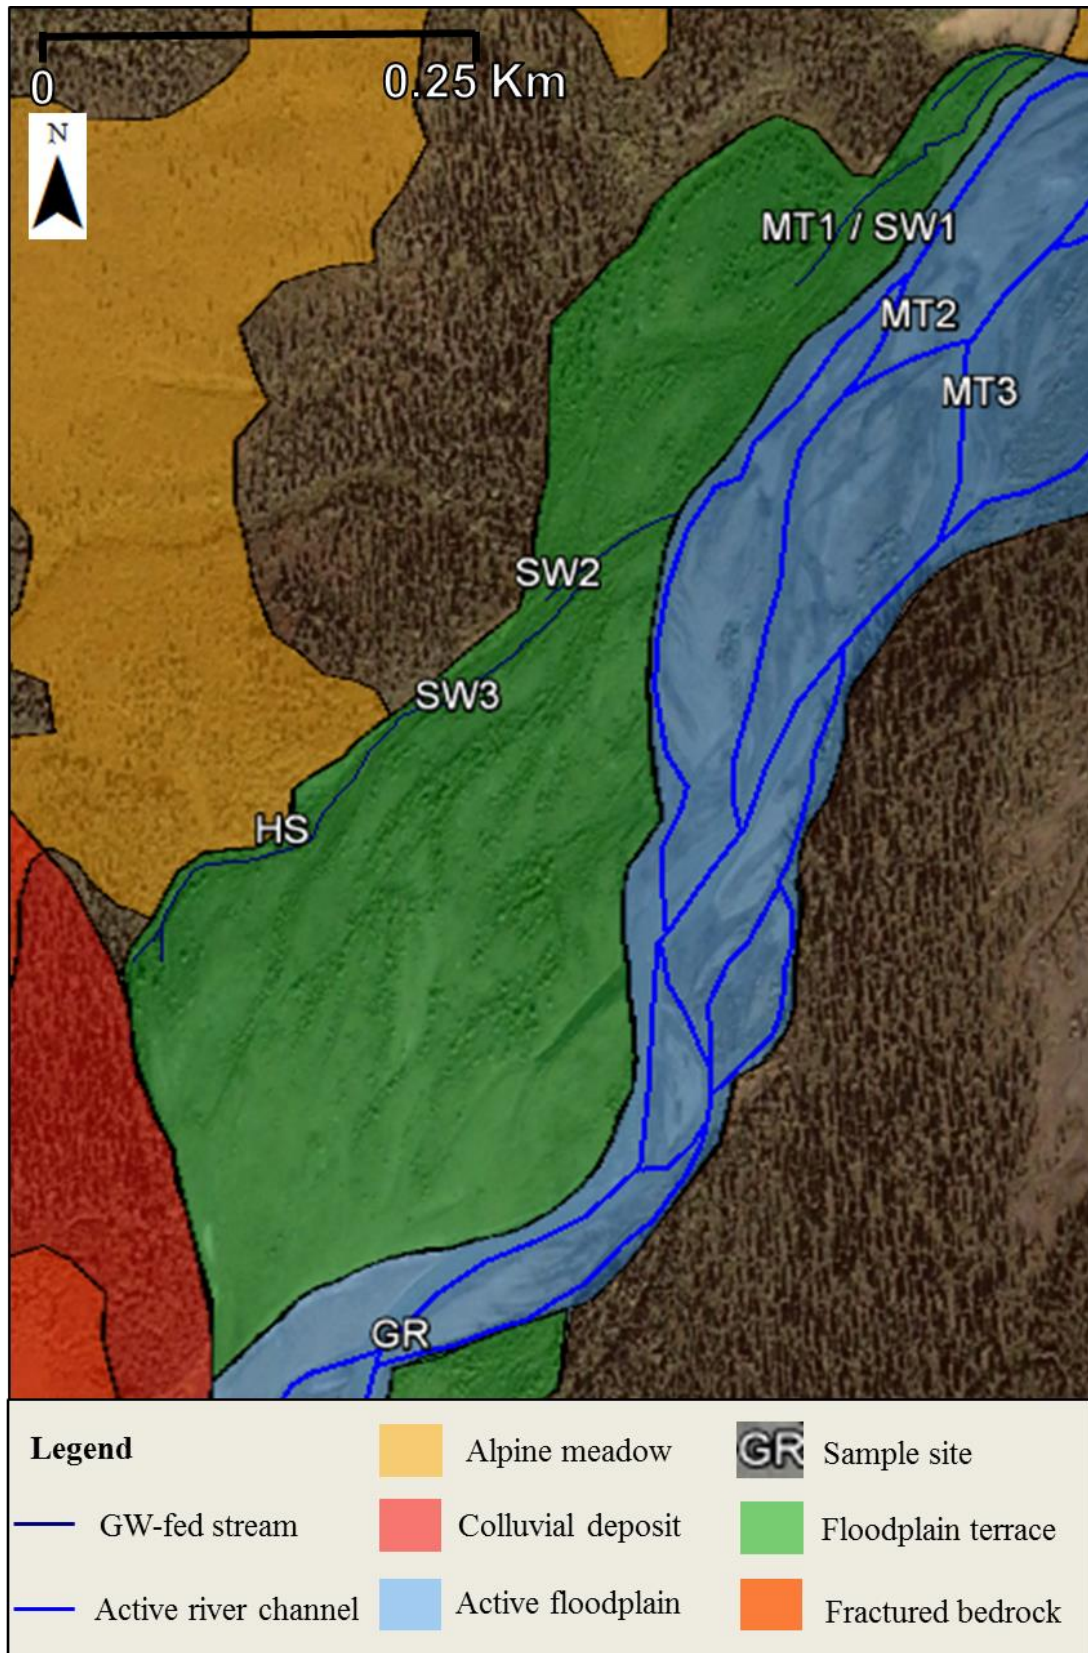 0 0.25 Km
N
MT1 / SW1
MT2
MT3
SW2
SW3
HS
GR
Legend
Alpine meadow
GR Sample site
GW-fed stream
Colluvial deposit
Floodplain terrace
Active river channel
Active floodplain
Fractured bedrock